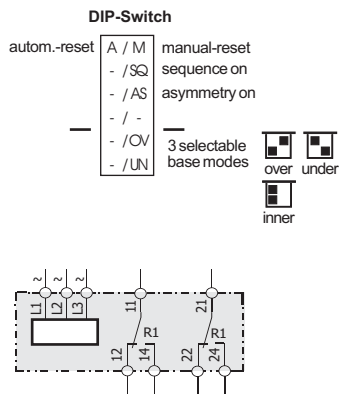 DIP-Switch
autom.-reset A / M manual-reset
- /SQ sequence on
- /AS asymmetry on
- / -
- /OV 3 selectable
- /UN base modes
over under
inner
~ ~ ~
L1 L2 L3 11 21
R1 R1
12 14 22 24